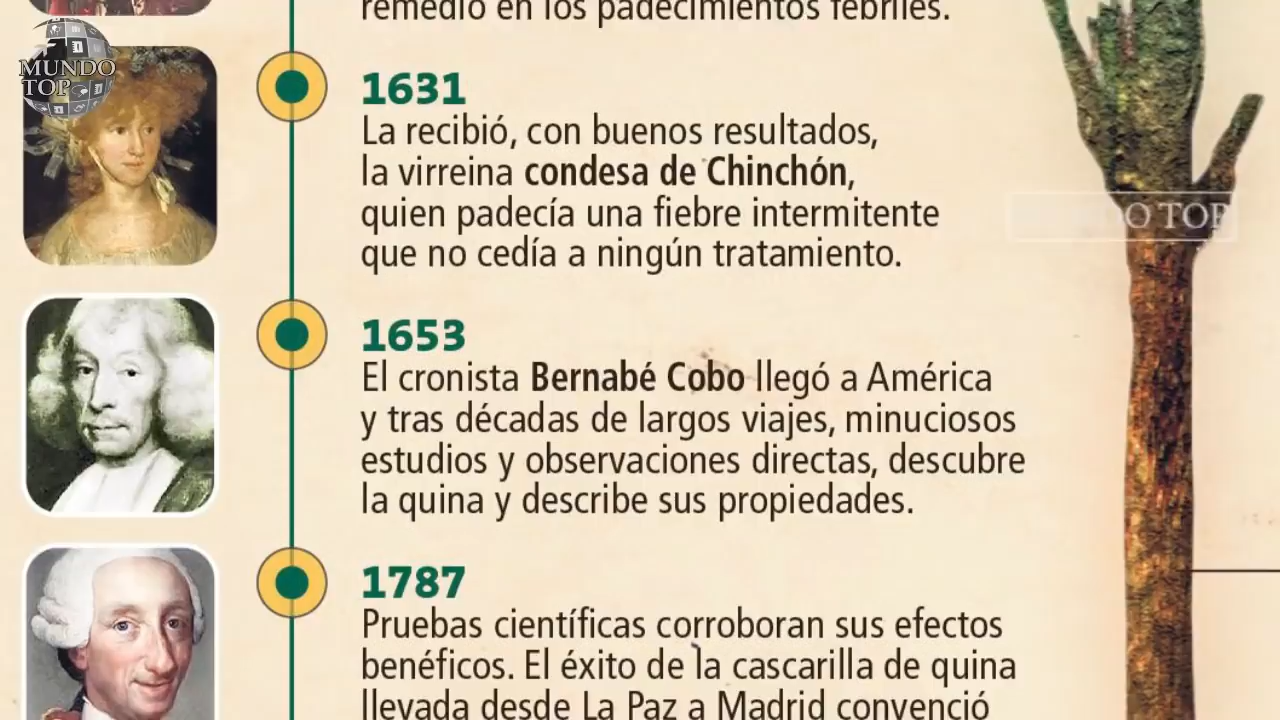 remedio en los padecimientos febriles.
MUNDO
TOP
1631
La recibió, con buenos resultados,
la virreina condesa de Chinchón,
quien padecía una fiebre intermitente
que no cedía a ningún tratamiento.
MUNDO TOP
1653
El cronista Bernabé Cobo llegó a América
y tras décadas de largos viajes, minuciosos
estudios y observaciones directas, descubre
la quina y describe sus propiedades.
1787
Pruebas científicas corroboran sus efectos
benéficos. El éxito de la cascarilla de quina
llevada desde La Paz a Madrid convenció